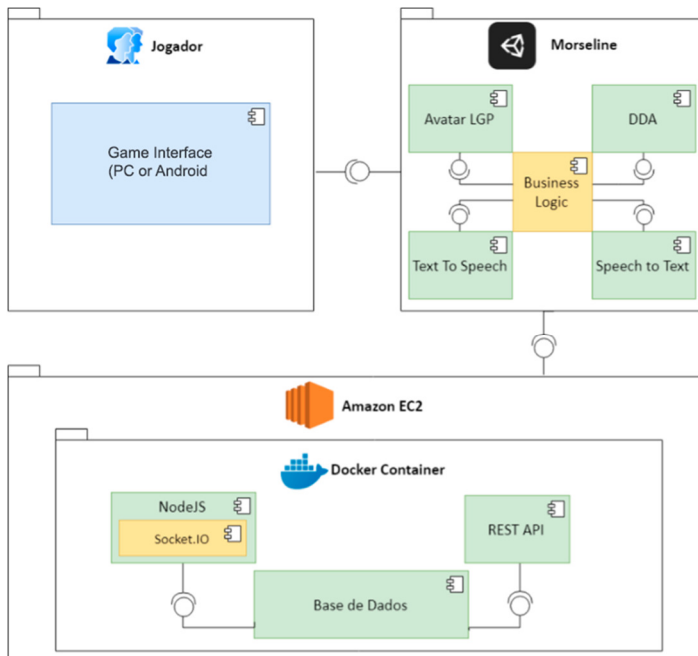 Jogador
Game Interface
(PC or Android
Morseline
Avatar LGP
DDA
Business
Logic
Text To Speech
Speech to Text
Amazon EC2
Docker Container
NodeJS
Socket.IO
REST API
Base de Dados